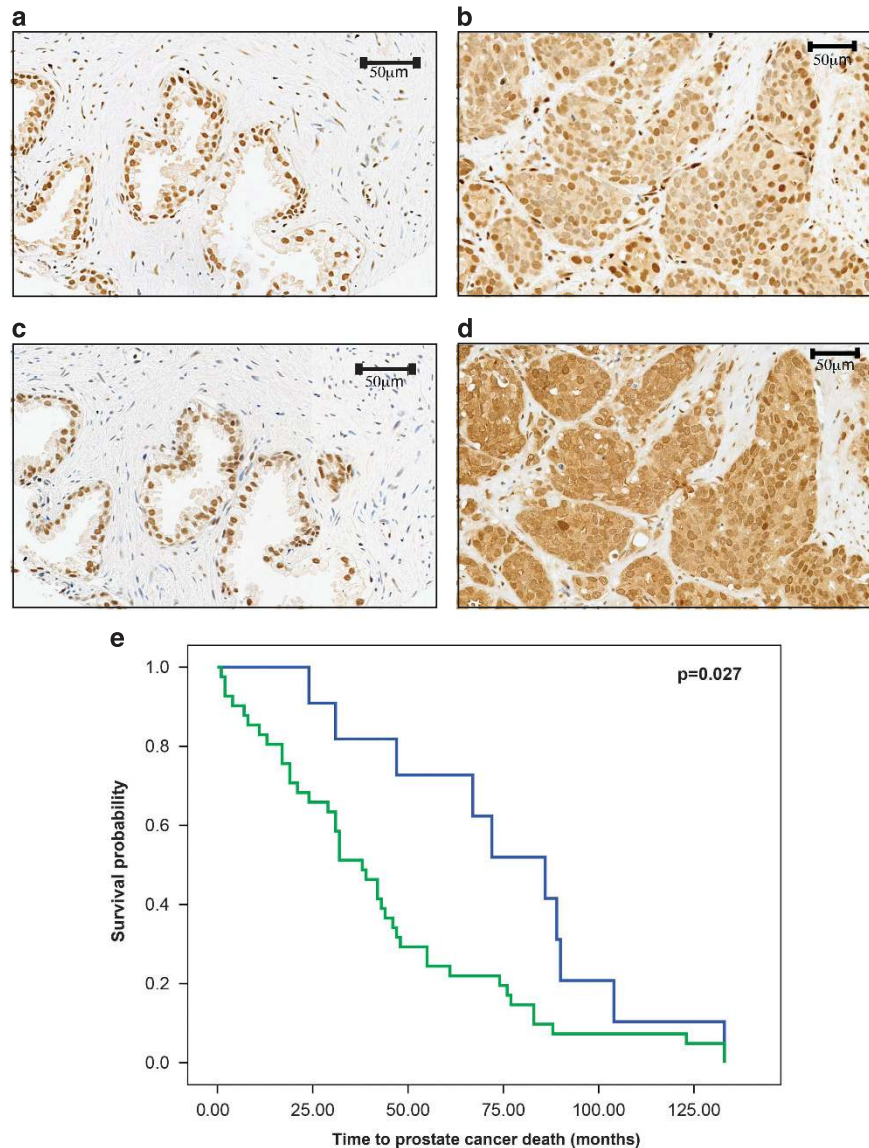 a
b
50μm
50μm
c
d
50μm
50μm
e
p=0.027
1.0
0.8
0.6
0.4
0.2
0.0
Survival probability
0.00 25.00 50.00 75.00 100.00 125.00
Time to prostate cancer death (months)